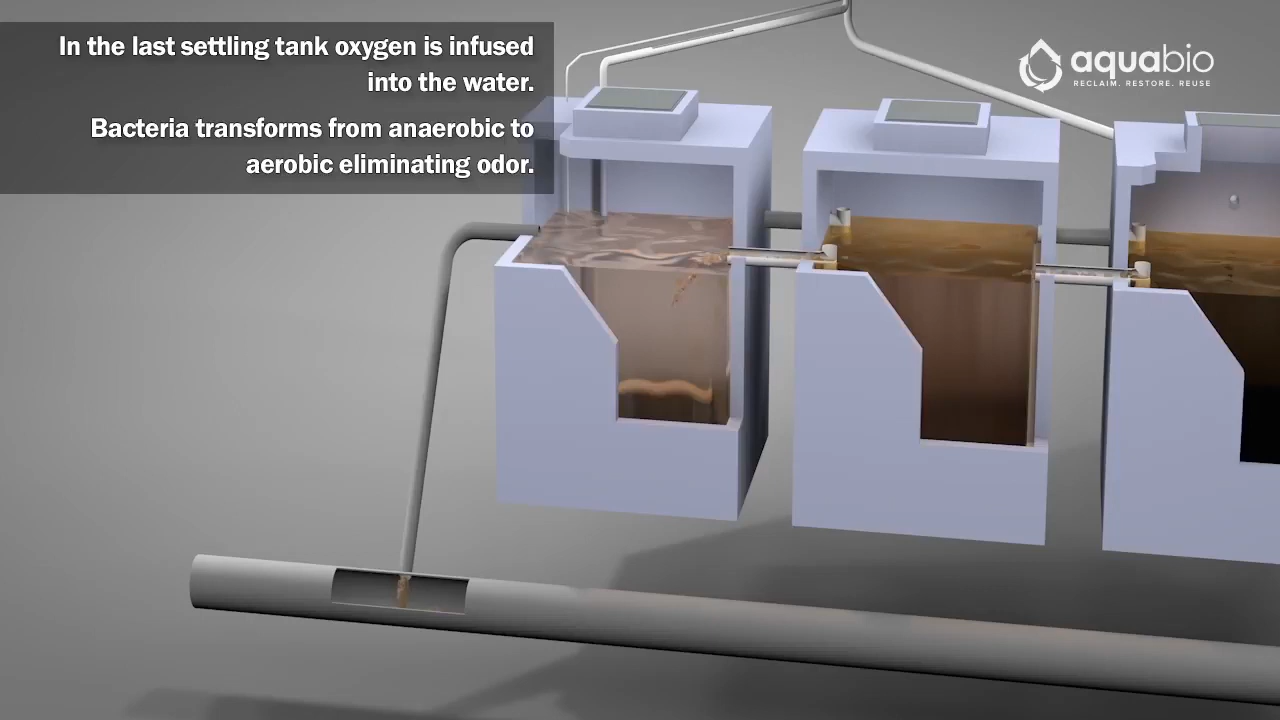 In the last settling tank oxygen is infused
into the water.
Bacteria transforms from anaerobic to
aerobic eliminating odor.
aquabio
RECLAIM. RESTORE. REUSE